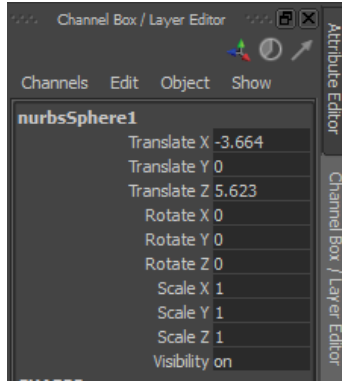 Channel Box / Layer Editor
Channels Edit Object Show
nurbsSphere1
Translate X -3.664
Translate Y 0
Translate Z 5.623
Rotate X 0
Rotate Y 0
Rotate Z 0
Scale X 1
Scale Y 1
Scale Z 1
Visibility on
Attribute Editor
Channel Box / Layer Editor